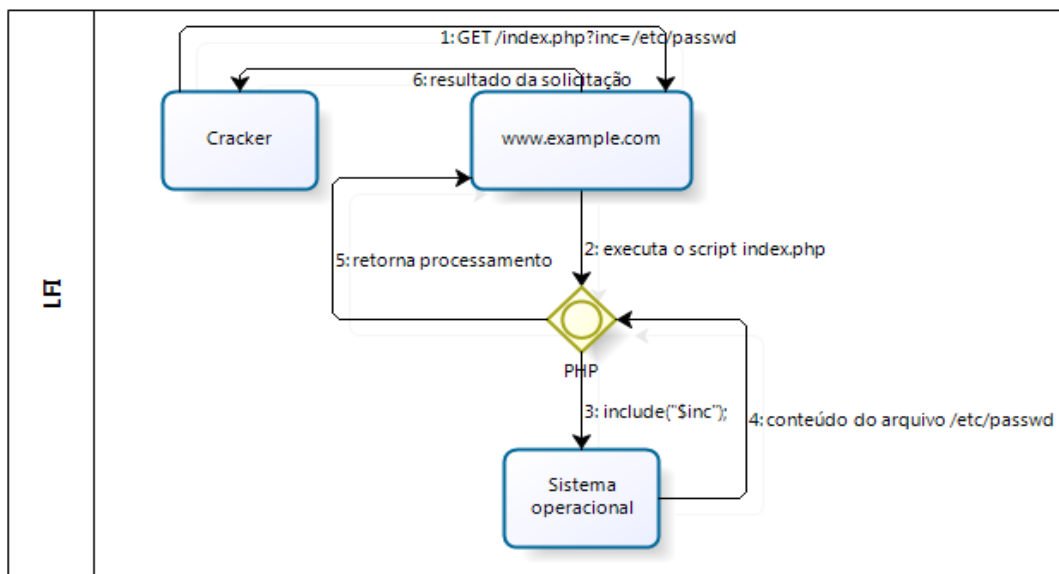 LFI
1: GET /index.php?inc=/etc/passwd
6: resultado da solicitação
Cracker
www.example.com
2: executa o script index.php
5: retorna processamento
PHP
3: include("$inc");
4: conteúdo do arquivo /etc/passwd
Sistema
operacional